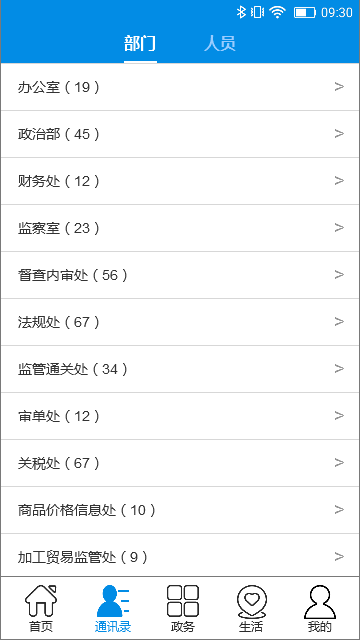 09:30
部门 人员
办公室（19） >
政治部（45） >
财务处（12） >
监察室（23） >
督查内审处（56） >
法规处（67） >
监管通关处（34） >
审单处（12） >
关税处（67） >
商品价格信息处（10） >
加工贸易监管处（9） >
首页 通讯录 政务 生活 我的